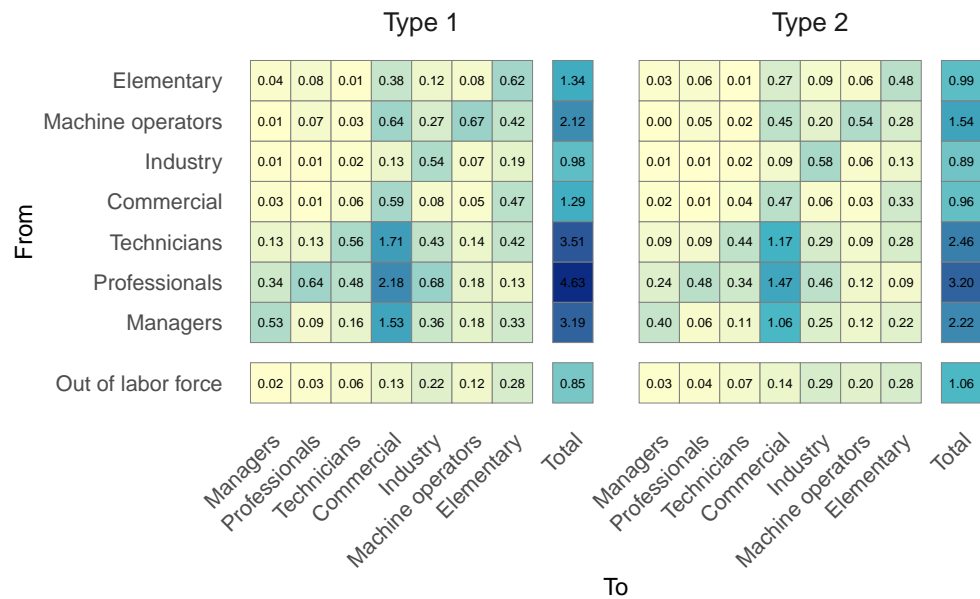 Type 1 Type 2
Elementary 0.04 0.08 0.01 0.38 0.12 0.08 0.62 1.34 0.03 0.06 0.01 0.27 0.09 0.06 0.48 0.99
Machine operators 0.01 0.07 0.03 0.64 0.27 0.67 0.42 2.12 0.00 0.05 0.02 0.45 0.20 0.54 0.28 1.54
Industry 0.01 0.01 0.02 0.13 0.54 0.07 0.19 0.98 0.01 0.01 0.02 0.09 0.58 0.06 0.13 0.89
Commercial 0.03 0.01 0.06 0.59 0.08 0.05 0.47 1.29 0.02 0.01 0.04 0.47 0.06 0.03 0.33 0.96
Technicians 0.13 0.13 0.56 1.71 0.43 0.14 0.42 3.51 0.09 0.09 0.44 1.17 0.29 0.09 0.28 2.46
Professionals 0.34 0.64 0.48 2.18 0.68 0.18 0.13 4.63 0.24 0.48 0.34 1.47 0.46 0.12 0.09 3.20
Managers 0.53 0.09 0.16 1.53 0.36 0.18 0.33 3.19 0.40 0.06 0.11 1.06 0.25 0.12 0.22 2.22
Out of labor force 0.02 0.03 0.06 0.13 0.22 0.12 0.28 0.85 0.03 0.04 0.07 0.14 0.29 0.20 0.28 1.06
From
Managers Professionals Technicians Commercial Industry Machine operators Elementary Total Managers Professionals Technicians Commercial Industry Machine operators Elementary Total
To